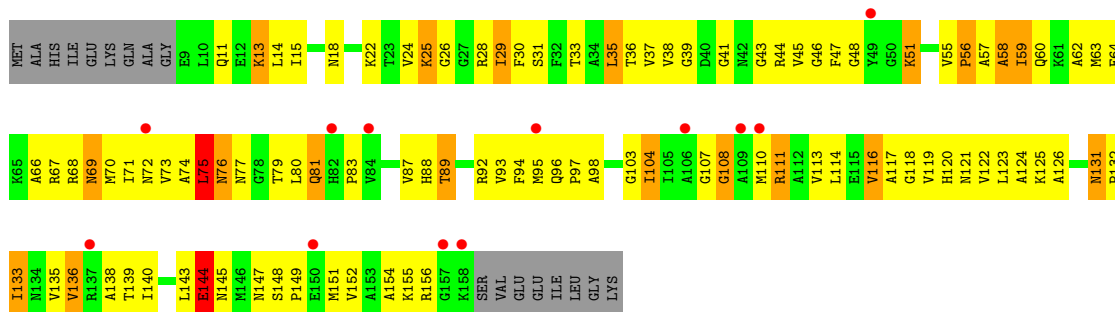 MET ALA HIS ILE GLU LYS GLN ALA GLY E9 L10 Q11 E12 K13 L14 I15 N18 K22 T23 V24 K25 G26 G27 R28 I29 F30 S31 F32 T33 A34 L35 T36 V37 V38 G39 D40 G41 N42 G43 R44 V45 G46 F47 G48 Y49 G50 K51 V55 P56 A57 A58 I59 Q60 K61 A62 M63 E64
K65 A66 R67 R68 N69 M70 I71 N72 V73 A74 L75 N76 N77 G78 T79 L80 Q81 H82 P83 V84 V87 H88 T89 R92 V93 F94 M95 Q96 P97 A98 G103 I104 I105 A106 G107 G108 A109 M110 R111 A112 V113 L114 E115 V116 A117 G118 V119 H120 N121 V122 L123 A124 K125 A126 N131 P132
I133 N134 V135 V136 R137 A138 T139 I140 L143 E144 N145 M146 N147 S148 P149 E150 M151 V152 A153 A154 K155 R156 G157 K158 SER VAL GLU GLU ILE LEU GLY LYS